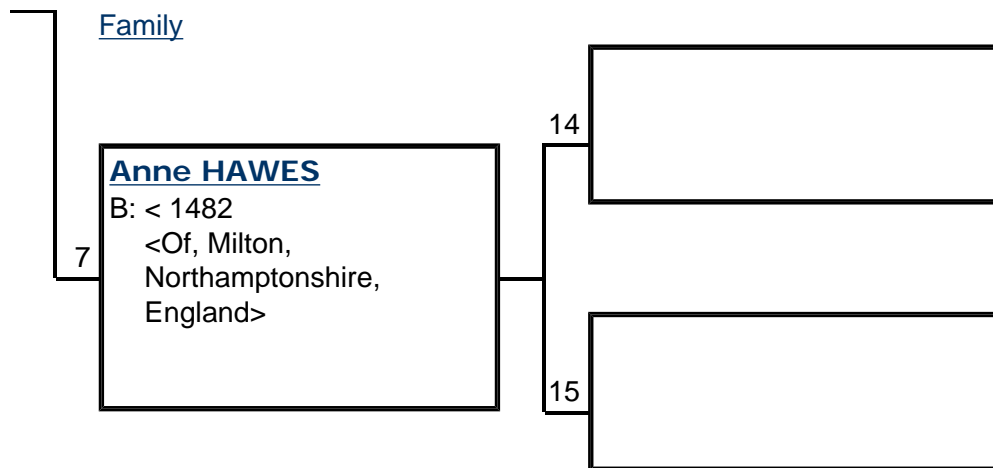 Family
14
Anne HAWES
B: < 1482
<Of, Milton,
7
Northamptonshire,
England>
15